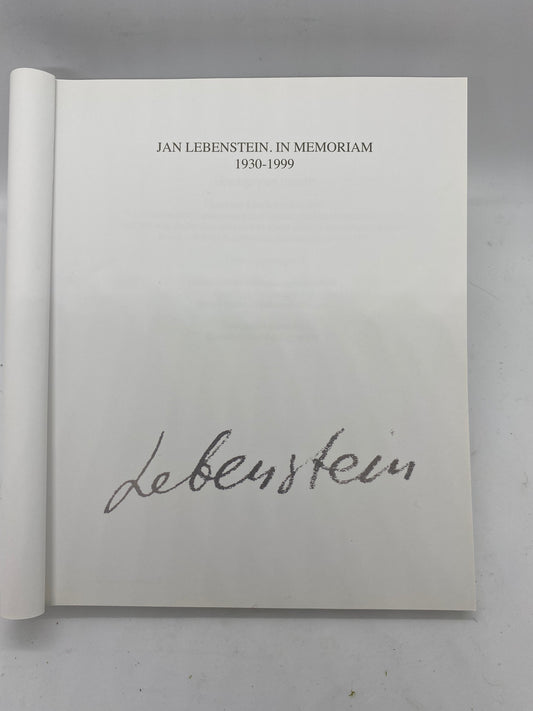 JAN LEBENSTEIN. IN MEMORIAM
1930-1999
Lebenstein